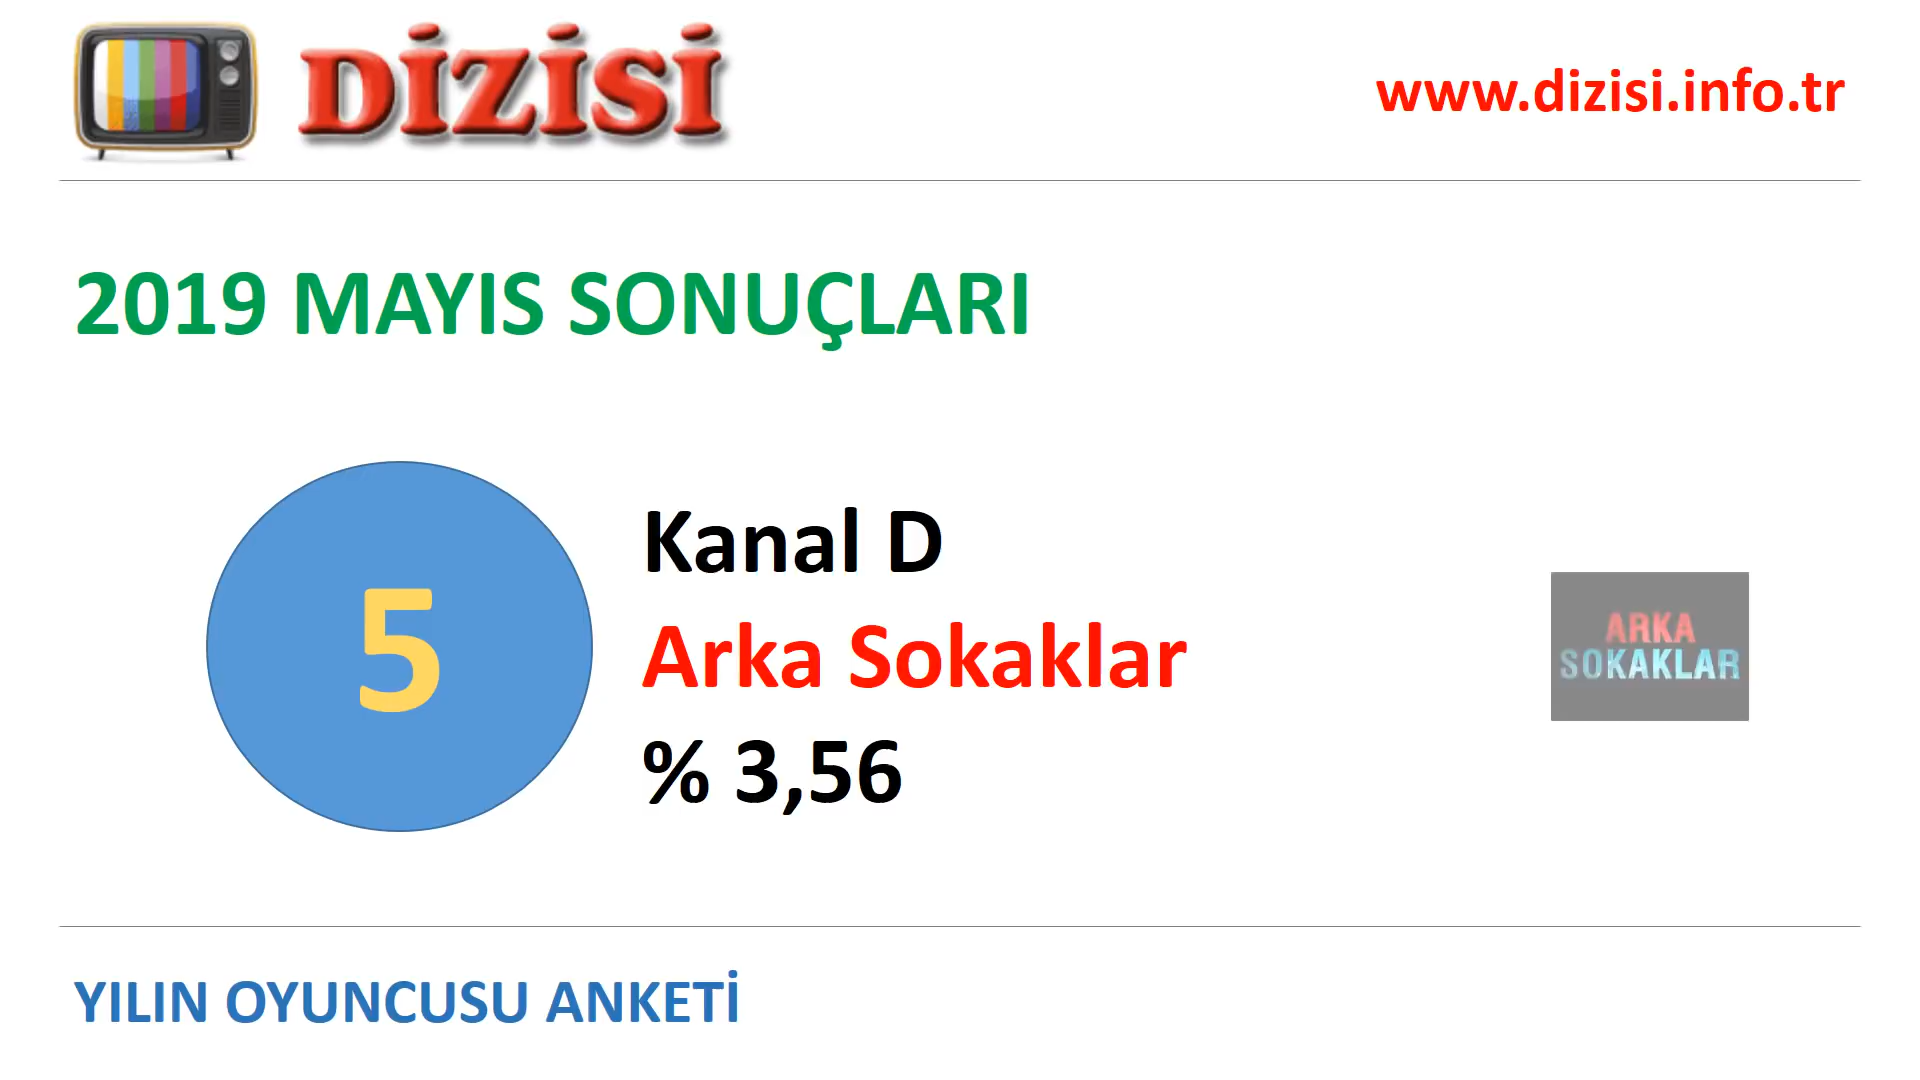 DİZİSİ
www.dizisi.info.tr
2019 MAYIS SONUÇLARI
5
Kanal D
Arka Sokaklar
% 3,56
ARKA
SOKAKLAR
YILIN OYUNCUSU ANKETİ